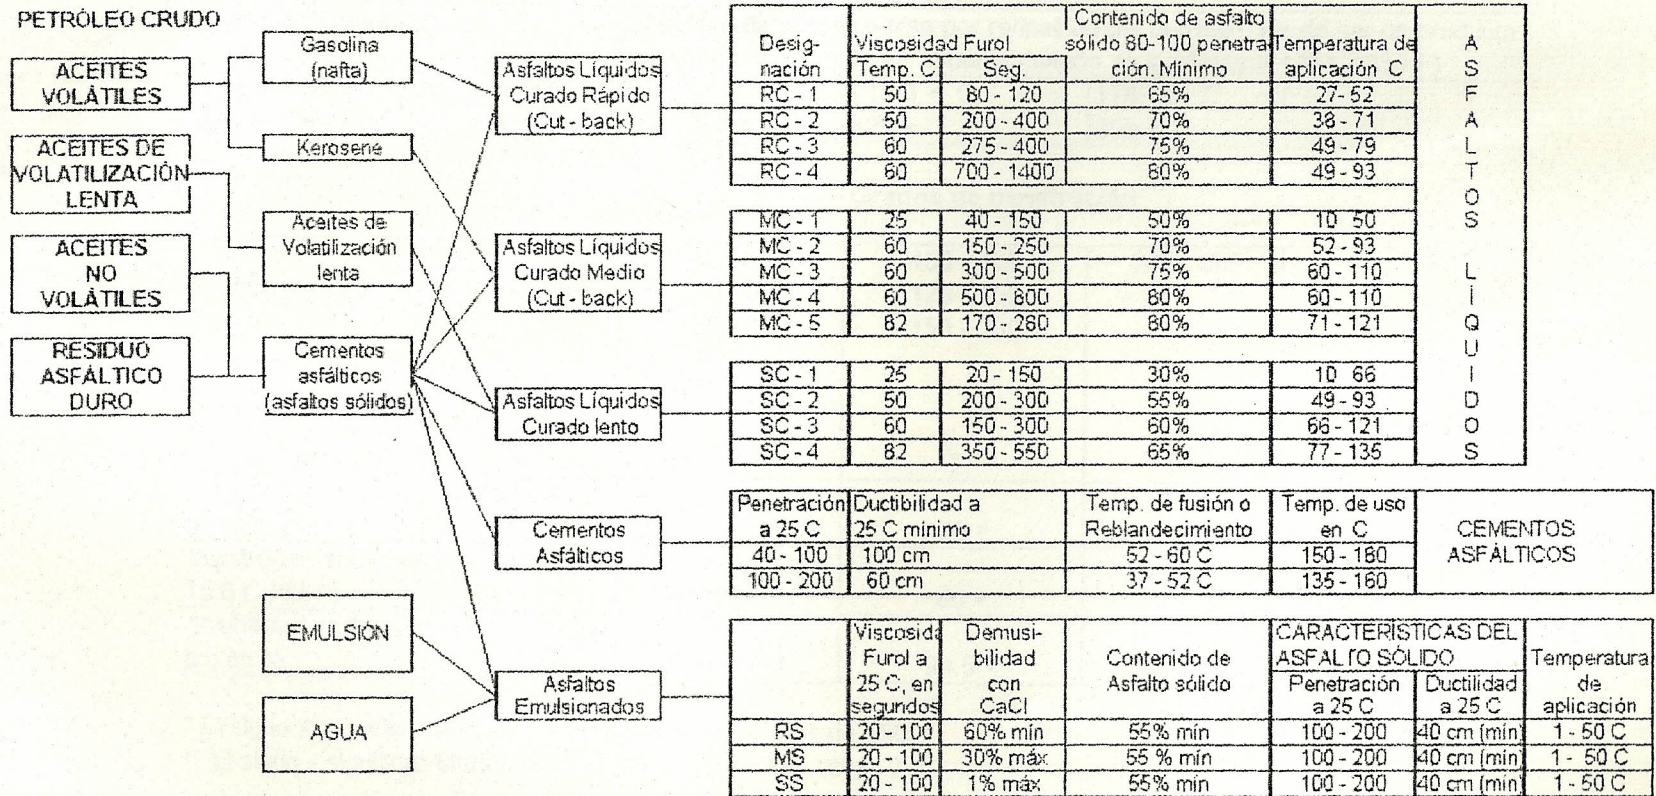 PETRÓLEO CRUDO
ACEITES
VOLÁTILES
ACEITES DE
VOLATILIZACIÓN
LENTA
ACEITES
NO
VOLÁTILES
RESIDUO
ASFÁLTICO
DURO
Gasolina
(nafta)
Kerosene
Aceites de
Volatilización
lenta
Cementos
asfálticos
(asfaltos sólidos)
EMULSIÓN
AGUA
Asfaltos Líquidos
Curado Rápido
(Cut - back)
Asfaltos Líquidos
Curado Medio
(Cut - back)
Asfaltos Líquidos
Curado lento
Cementos
Asfálticos
Asfaltos
Emulsionados
Desig-
nación
Viscosidad Furol
Temp. C Seg.
Contenido de asfalto
sólido 80-100 penetra
ción. Mínimo
Temperatura de
aplicación C
RC - 1 50 80 - 120 65% 27- 52
RC - 2 50 200 - 400 70% 38 - 71
RC - 3 60 275 - 400 75% 49 - 79
RC - 4 60 700 - 1400 80% 49 - 93
MC - 1 25 40 - 150 50% 10 50
MC - 2 60 150 - 250 70% 52 - 93
MC - 3 60 300 - 500 75% 60 - 110
MC - 4 60 500 - 800 80% 60 - 110
MC - 5 82 170 - 280 80% 71 - 121
SC - 1 25 20 - 150 30% 10 66
SC - 2 50 200 - 300 55% 49 - 93
SC - 3 60 150 - 300 60% 66 - 121
SC - 4 82 350 - 550 65% 77 - 135
ASFALTOS LÍQUIDOS
Penetración
a 25 C
Ductibilidad a
25 C mínimo
Temp. de fusión o
Reblandecimiento
Temp. de uso
en C
40 - 100 100 cm 52 - 60 C 150 - 180
100 - 200 60 cm 37 - 52 C 135 - 160
CEMENTOS
ASFÁLTICOS
Viscosida
Furol a
25 C, en
segundos
Demusi-
bilidad
con
CaCl
Contenido de
Asfalto sólido
CARACTERÍSTICAS DEL
ASFALTO SÓLIDO
Penetración
a 25 C
Ductilidad
a 25 C
Temperatura
de
aplicación
RS 20 - 100 60% mín 55% mín 100 - 200 40 cm (mín) 1 - 50 C
MS 20 - 100 30% máx 55 % mín 100 - 200 40 cm (mín) 1 - 50 C
SS 20 - 100 1% máx 55% mín 100 - 200 40 cm (mín) 1 - 50 C